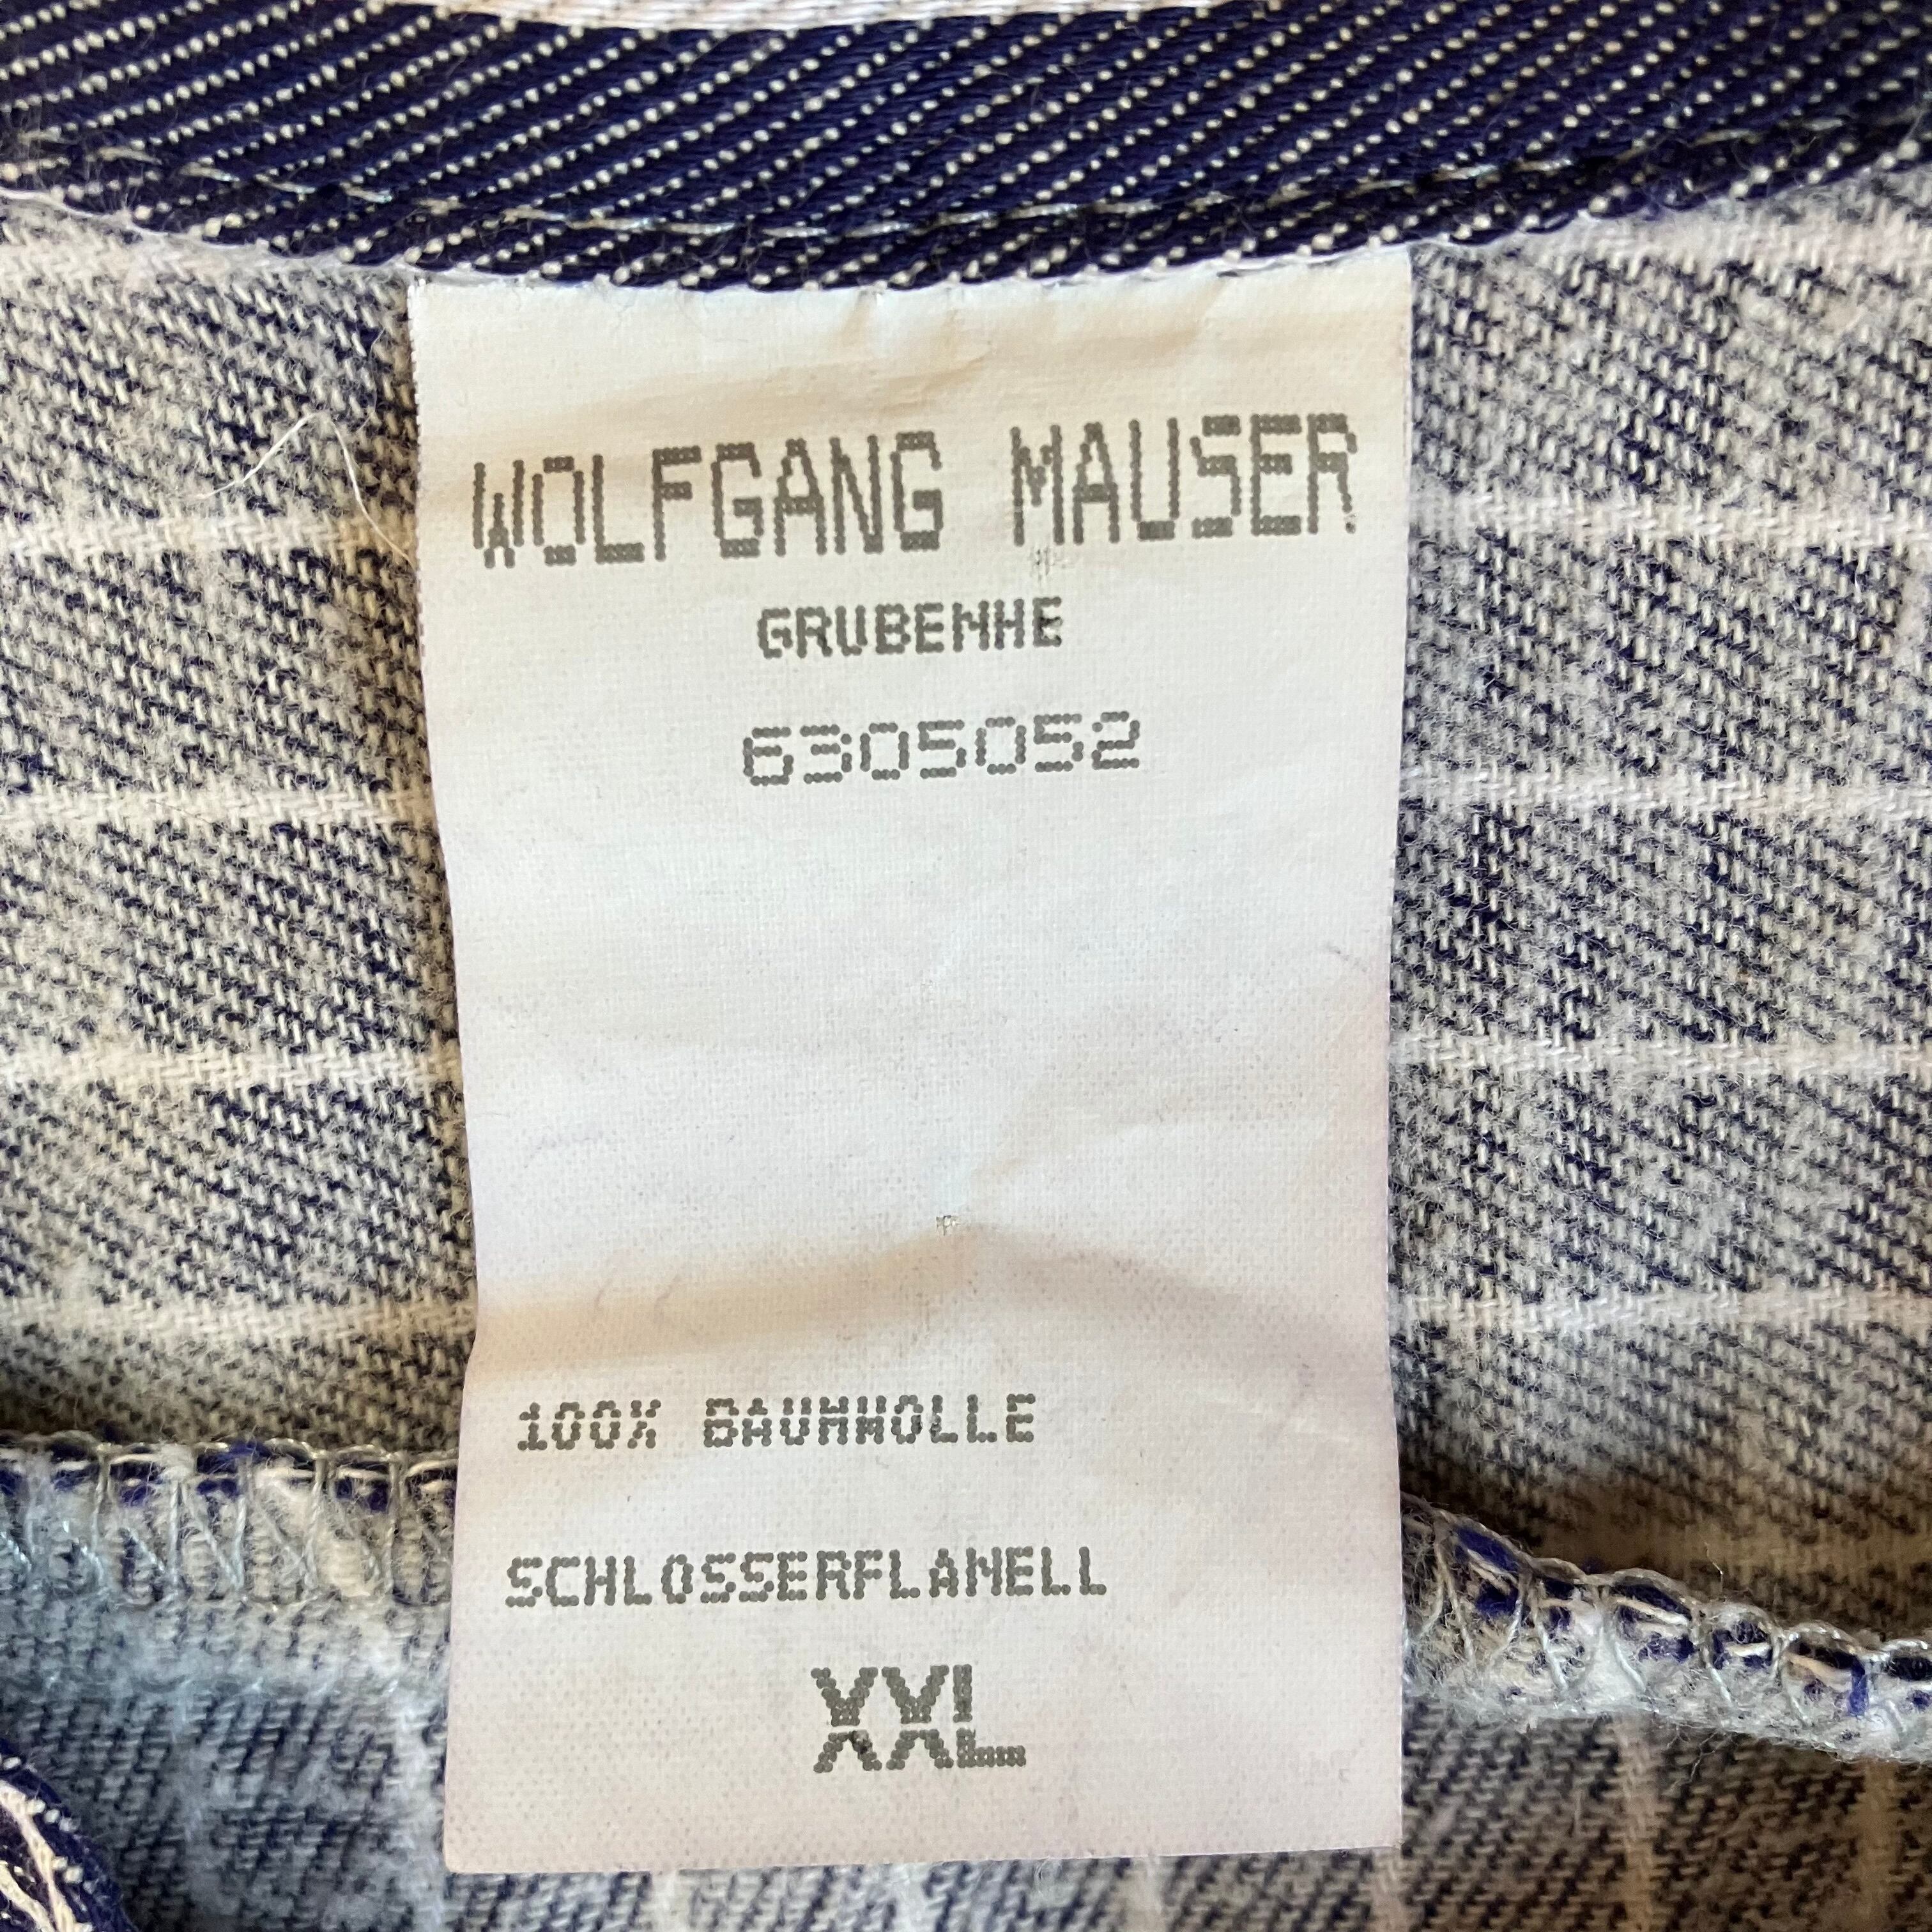 WOLFGANG MAUSER
GRUBENHE
6305052
100% BAUMWOLLE
SCHLOSSERFLANELL
XXL